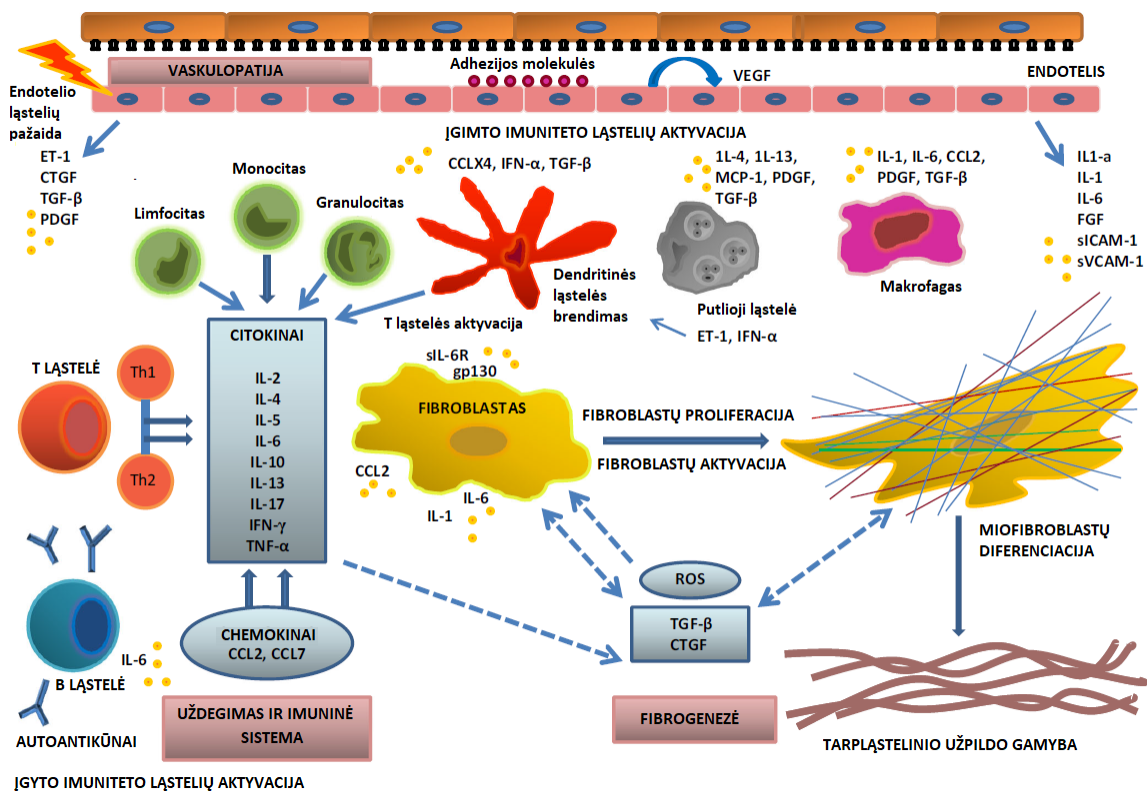 VASKULOPATIJA
Adhezijos molekulės
VEGF
ENDOTELIS
Endotelio
ląstelių
pažaida
ĮGIMTO IMUNITETO LĄSTELIŲ AKTYVACIJA
ET-1
CTGF
TGF-β
PDGF
Limfocitas
Monocitas
Granulocitas
CCLX4, IFN-α, TGF-β
Dendritinės
ląstelės
brendimas
1L-4, 1L-13,
MCP-1, PDGF,
TGF-β
Putlioji ląstelė
ET-1, IFN-α
IL-1, IL-6, CCL2,
PDGF, TGF-β
Makrofagas
IL1-a
IL-1
IL-6
FGF
sICAM-1
sVCAM-1
T ląstelės aktyvacija
T LĄSTELĖ
Th1
Th2
CITOKINAI
IL-2
IL-4
IL-5
IL-6
IL-10
IL-13
IL-17
IFN-γ
TNF-α
sIL-6R
gp130
FIBROBLASTAS
CCL2
IL-6
IL-1
FIBROBLASTŲ PROLIFERACIJA
FIBROBLASTŲ AKTYVACIJA
MIOFIBROBLASTŲ
DIFERENCIACIJA
ROS
TGF-β
CTGF
CHEMOKINAI
CCL2, CCL7
IL-6
B LĄSTELĖ
AUTOANTIKŪNAI
UŽDEGIMAS IR IMUNINĖ
SISTEMA
FIBROGENEZĖ
TARPLĄSTELINIO UŽPILDO GAMYBA
ĮGYTO IMUNITETO LĄSTELIŲ AKTYVACIJA